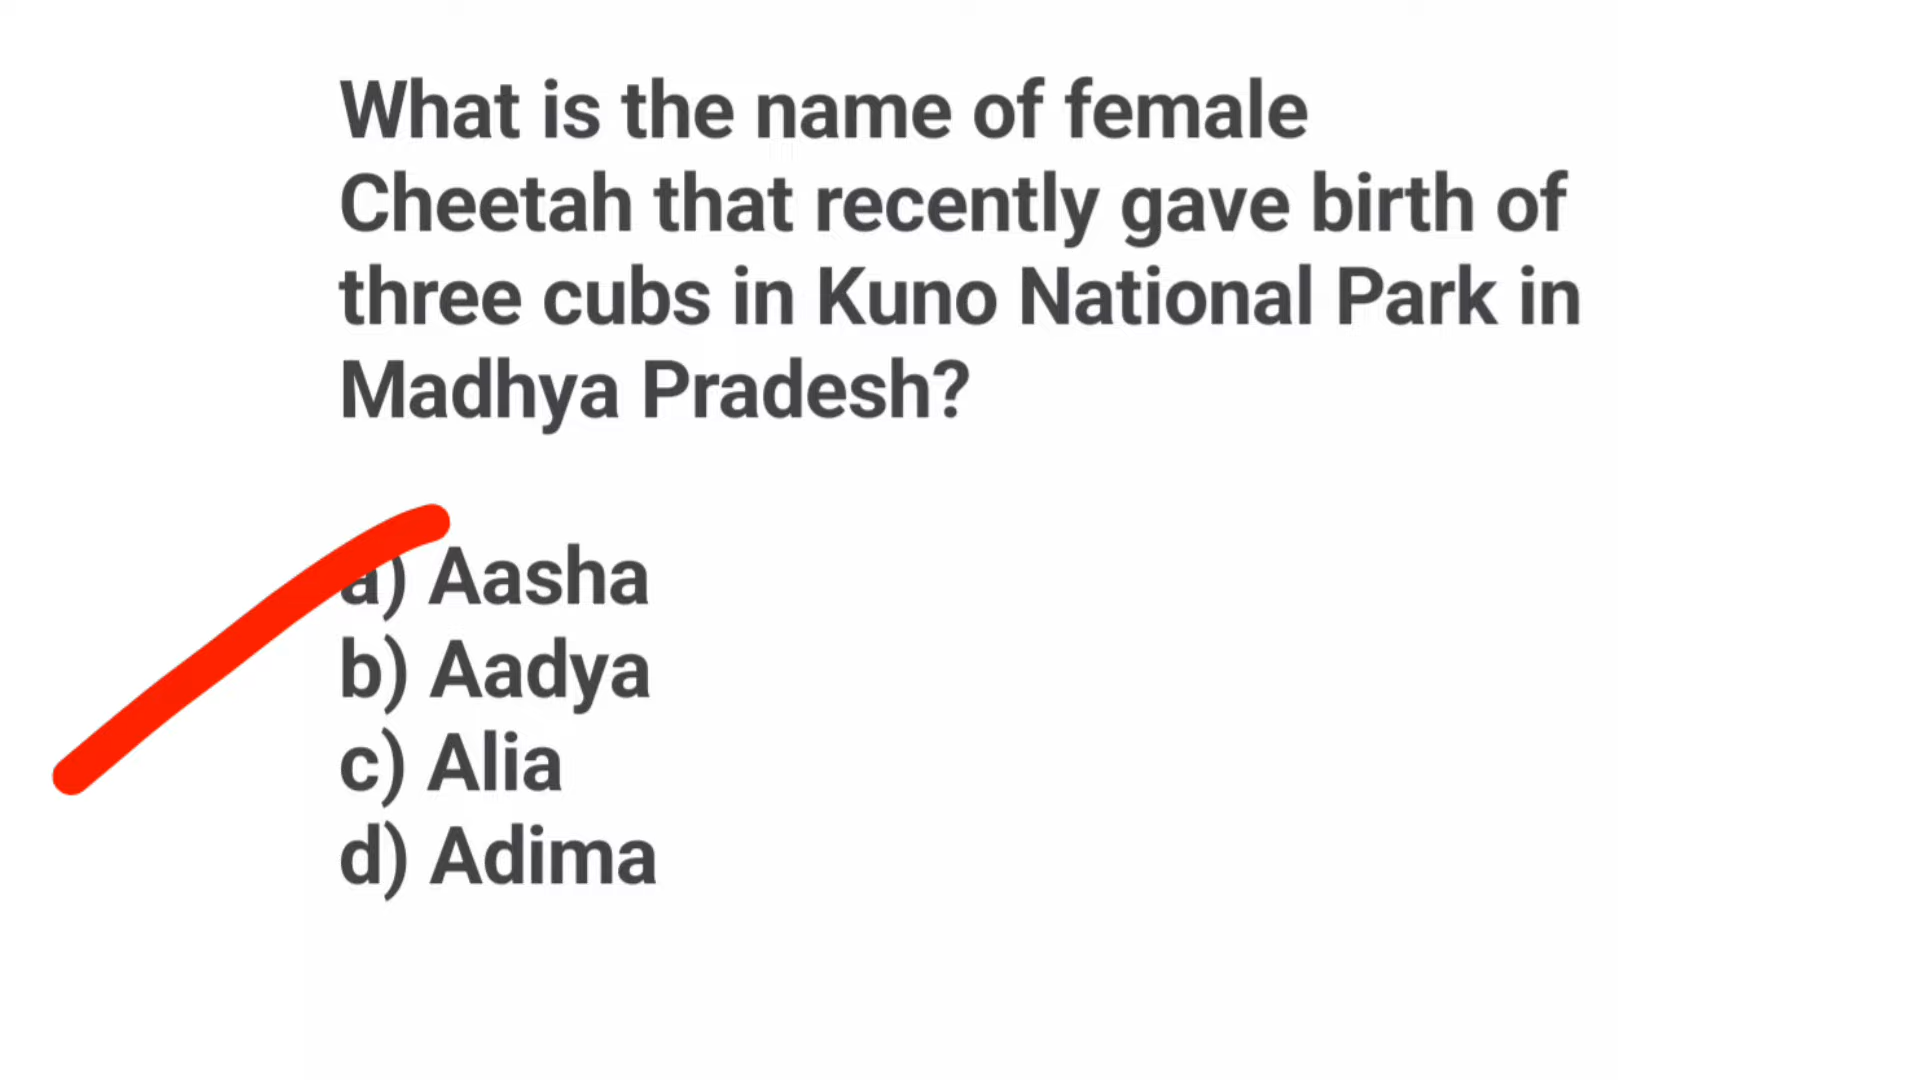 What is the name of female
Cheetah that recently gave birth of
three cubs in Kuno National Park in
Madhya Pradesh?
a) Aasha
b) Aadya
c) Alia
d) Adima